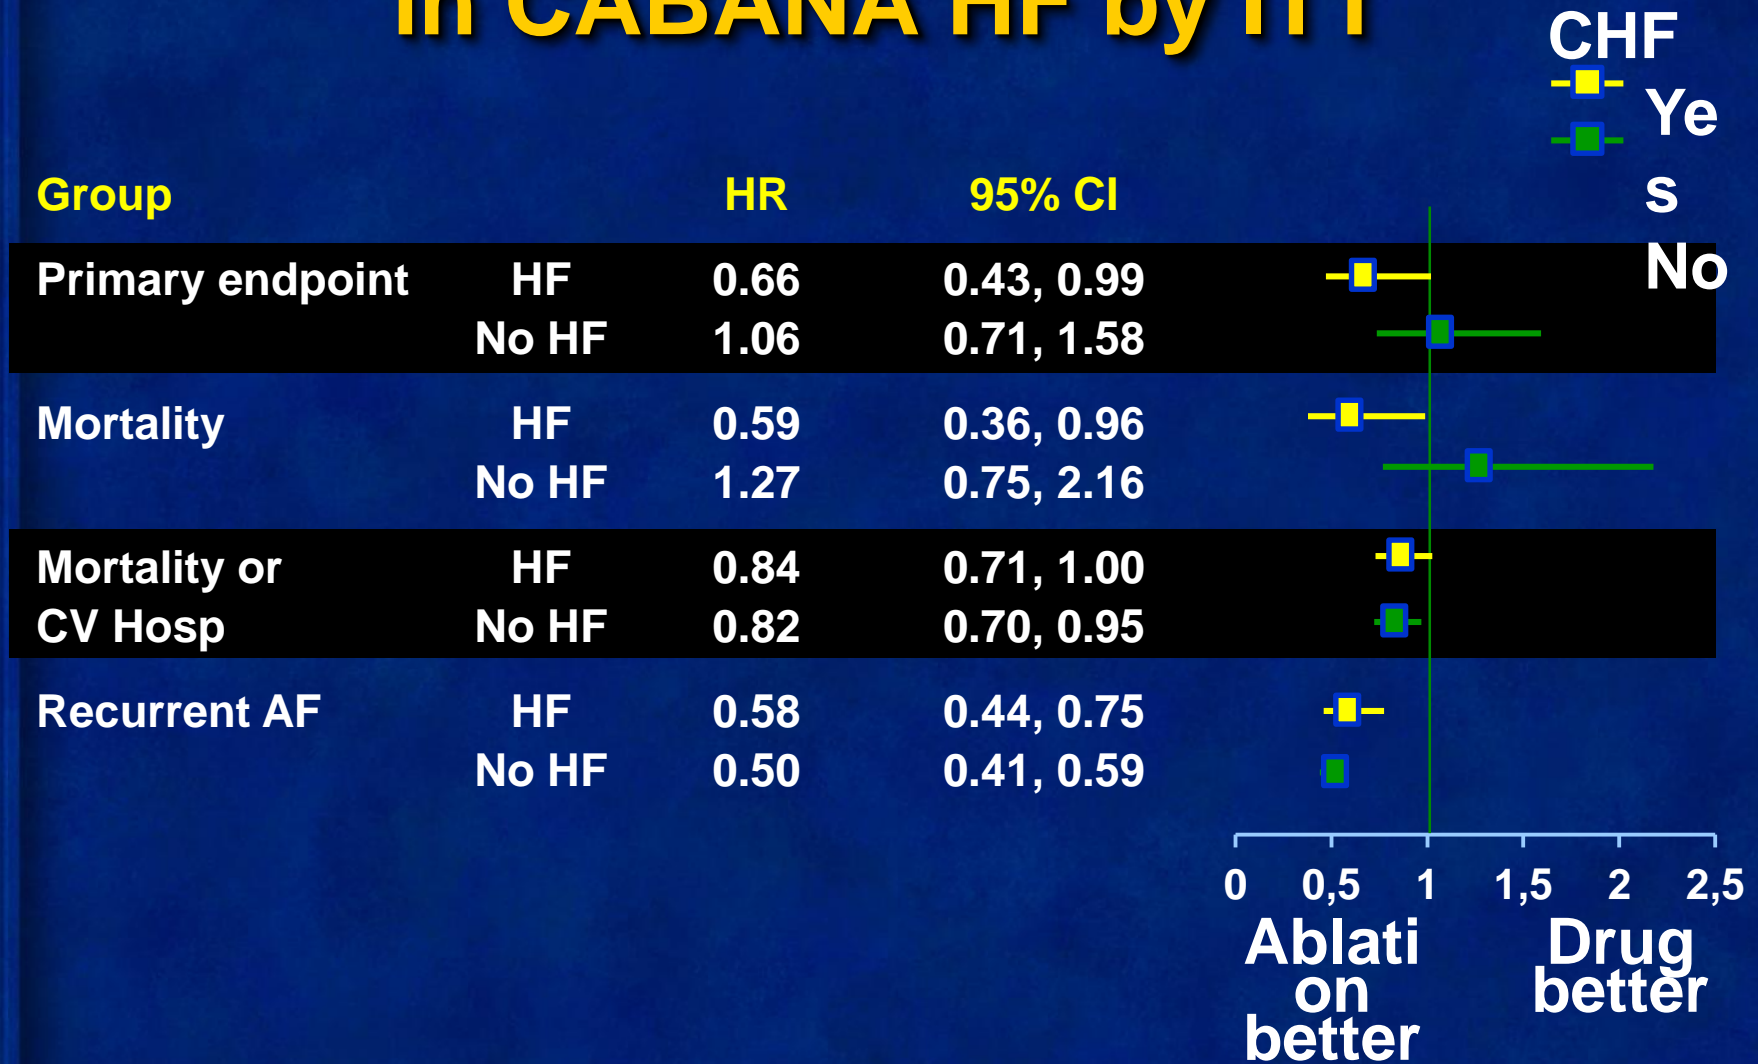 in CABANA HF by ITT
CHF
Ye
s
No
Group HR 95% CI
Primary endpoint HF 0.66 0.43, 0.99
No HF 1.06 0.71, 1.58
Mortality HF 0.59 0.36, 0.96
No HF 1.27 0.75, 2.16
Mortality or HF 0.84 0.71, 1.00
CV Hosp No HF 0.82 0.70, 0.95
Recurrent AF HF 0.58 0.44, 0.75
No HF 0.50 0.41, 0.59
0 0,5 1 1,5 2 2,5
Ablati
on
better
Drug
better